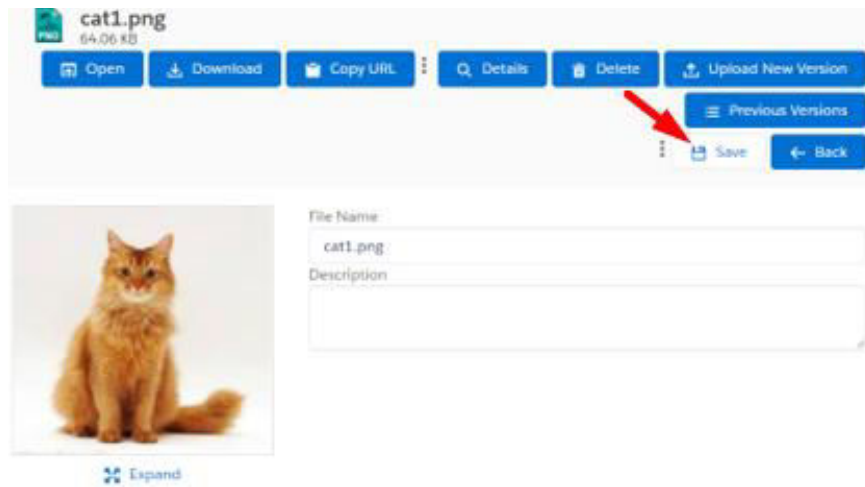 cat1.png
PNG
64.06 KB
Open Download Copy URL Details Delete Upload New Version
Previous Versions
Save Back
File Name
cat1.png
Description
Expand